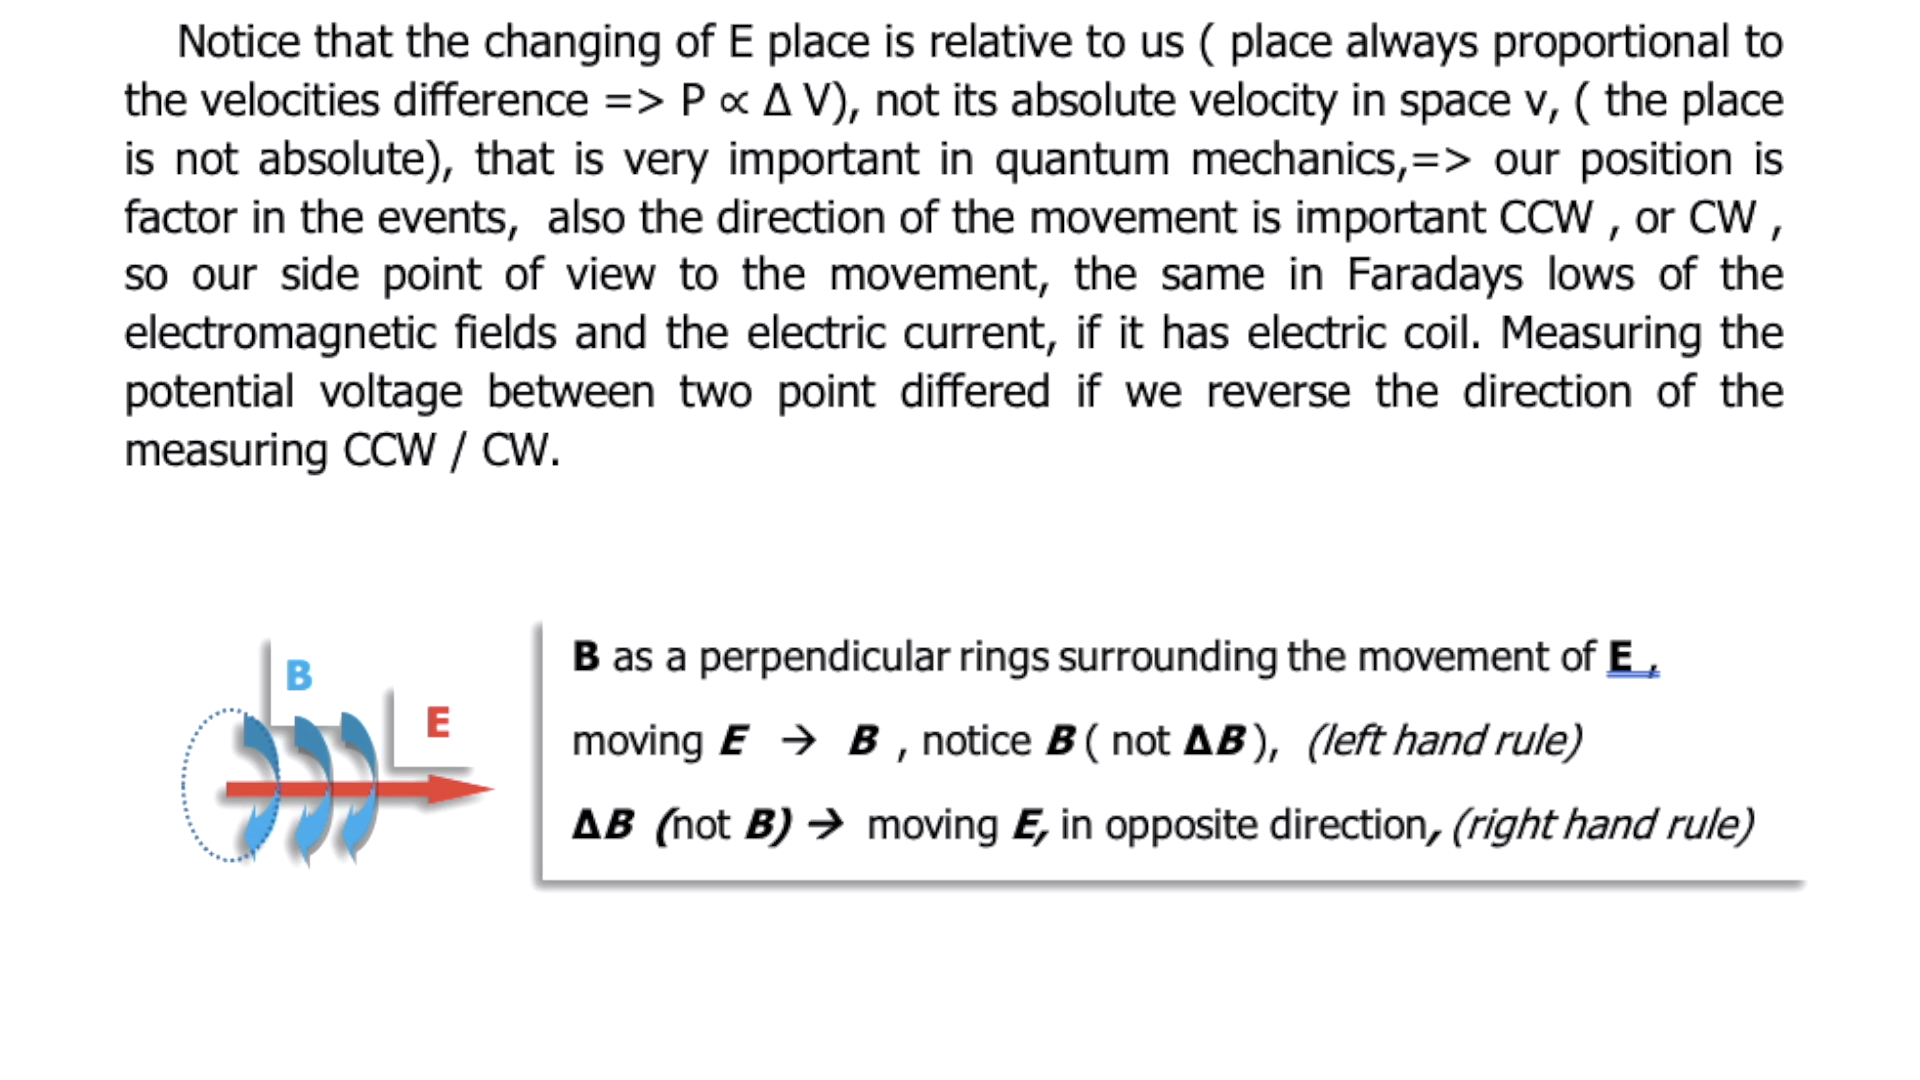 Notice that the changing of E place is relative to us ( place always proportional to
the velocities difference => P ∝ Δ V), not its absolute velocity in space v, ( the place
is not absolute), that is very important in quantum mechanics,=> our position is
factor in the events, also the direction of the movement is important CCW , or CW ,
so our side point of view to the movement, the same in Faradays lows of the
electromagnetic fields and the electric current, if it has electric coil. Measuring the
potential voltage between two point differed if we reverse the direction of the
measuring CCW / CW.
B
E
B as a perpendicular rings surrounding the movement of E ,
moving E → B , notice B ( not ΔB ), (left hand rule)
ΔB (not B) → moving E, in opposite direction, (right hand rule)